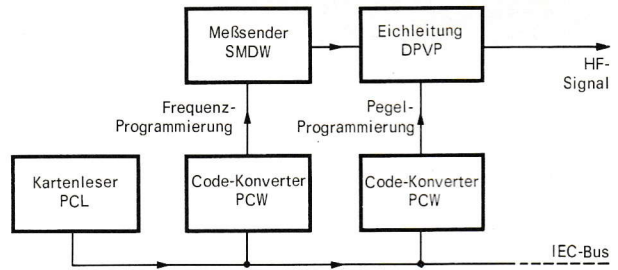 Meßsender
SMDW
Eichleitung
DPVP
HF-
Signal
Frequenz-
Programmierung
Pegel-
Programmierung
Kartenleser
PCL
Code-Konverter
PCW
Code-Konverter
PCW
IEC-Bus